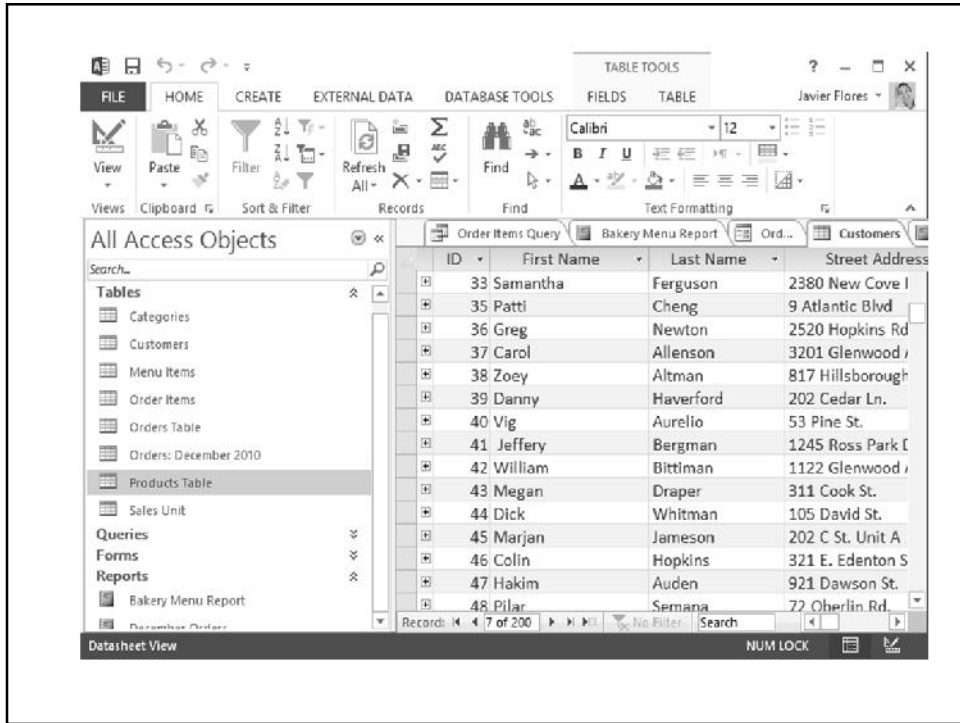 TABLE TOOLS
FILE HOME CREATE EXTERNAL DATA DATABASE TOOLS FIELDS TABLE Javier Flores
View Paste Filter Refresh All Find Calibri 12
ABC ab ac
B I U
A
Views Clipboard Sort & Filter Records Find Text Formatting
All Access Objects
Search...
Tables
Categories
Customers
Menu Items
Order Items
Orders Table
Orders: December 2010
Products Table
Sales Unit
Queries
Forms
Reports
Bakery Menu Report
December Orders
Order Items Query Bakery Menu Report Ord... Customers
ID First Name Last Name Street Address
33 Samantha Ferguson 2380 New Cove
35 Patti Cheng 9 Atlantic Blvd
36 Greg Newton 2520 Hopkins Rd
37 Carol Allenson 3201 Glenwood
38 Zoey Altman 817 Hillsborough
39 Danny Haverford 202 Cedar Ln.
40 Vig Aurelio 53 Pine St.
41 Jeffery Bergman 1245 Ross Park
42 William Bittiman 1122 Glenwood
43 Megan Draper 311 Cook St.
44 Dick Whitman 105 David St.
45 Marjan Jameson 202 C St. Unit A
46 Colin Hopkins 321 E. Edenton S
47 Hakim Auden 921 Dawson St.
48 Pilar Semana 72 Oberlin Rd.
Record: 7 of 200 No Filter Search
Datasheet View NUM LOCK